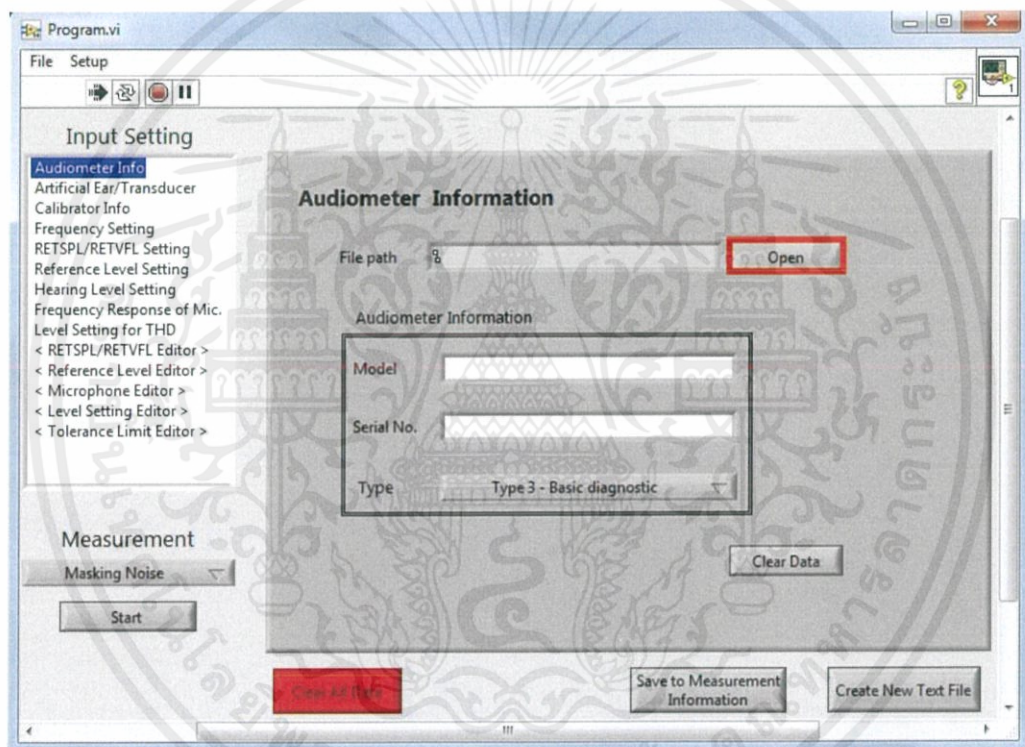 Program.vi
File Setup
Input Setting
Audiometer Info
Artificial Ear/Transducer
Calibrator Info
Frequency Setting
RETSPL/RETVFL Setting
Reference Level Setting
Hearing Level Setting
Frequency Response of Mic.
Level Setting for THD
< RETSPL/RETVFL Editor >
< Reference Level Editor >
< Microphone Editor >
< Level Setting Editor >
< Tolerance Limit Editor >
Measurement
Masking Noise
Start
Audiometer Information
File path
Open
Audiometer Information
Model
Serial No.
Type
Type 3 - Basic diagnostic
Clear Data
Clear All Data
Save to Measurement
Information
Create New Text File